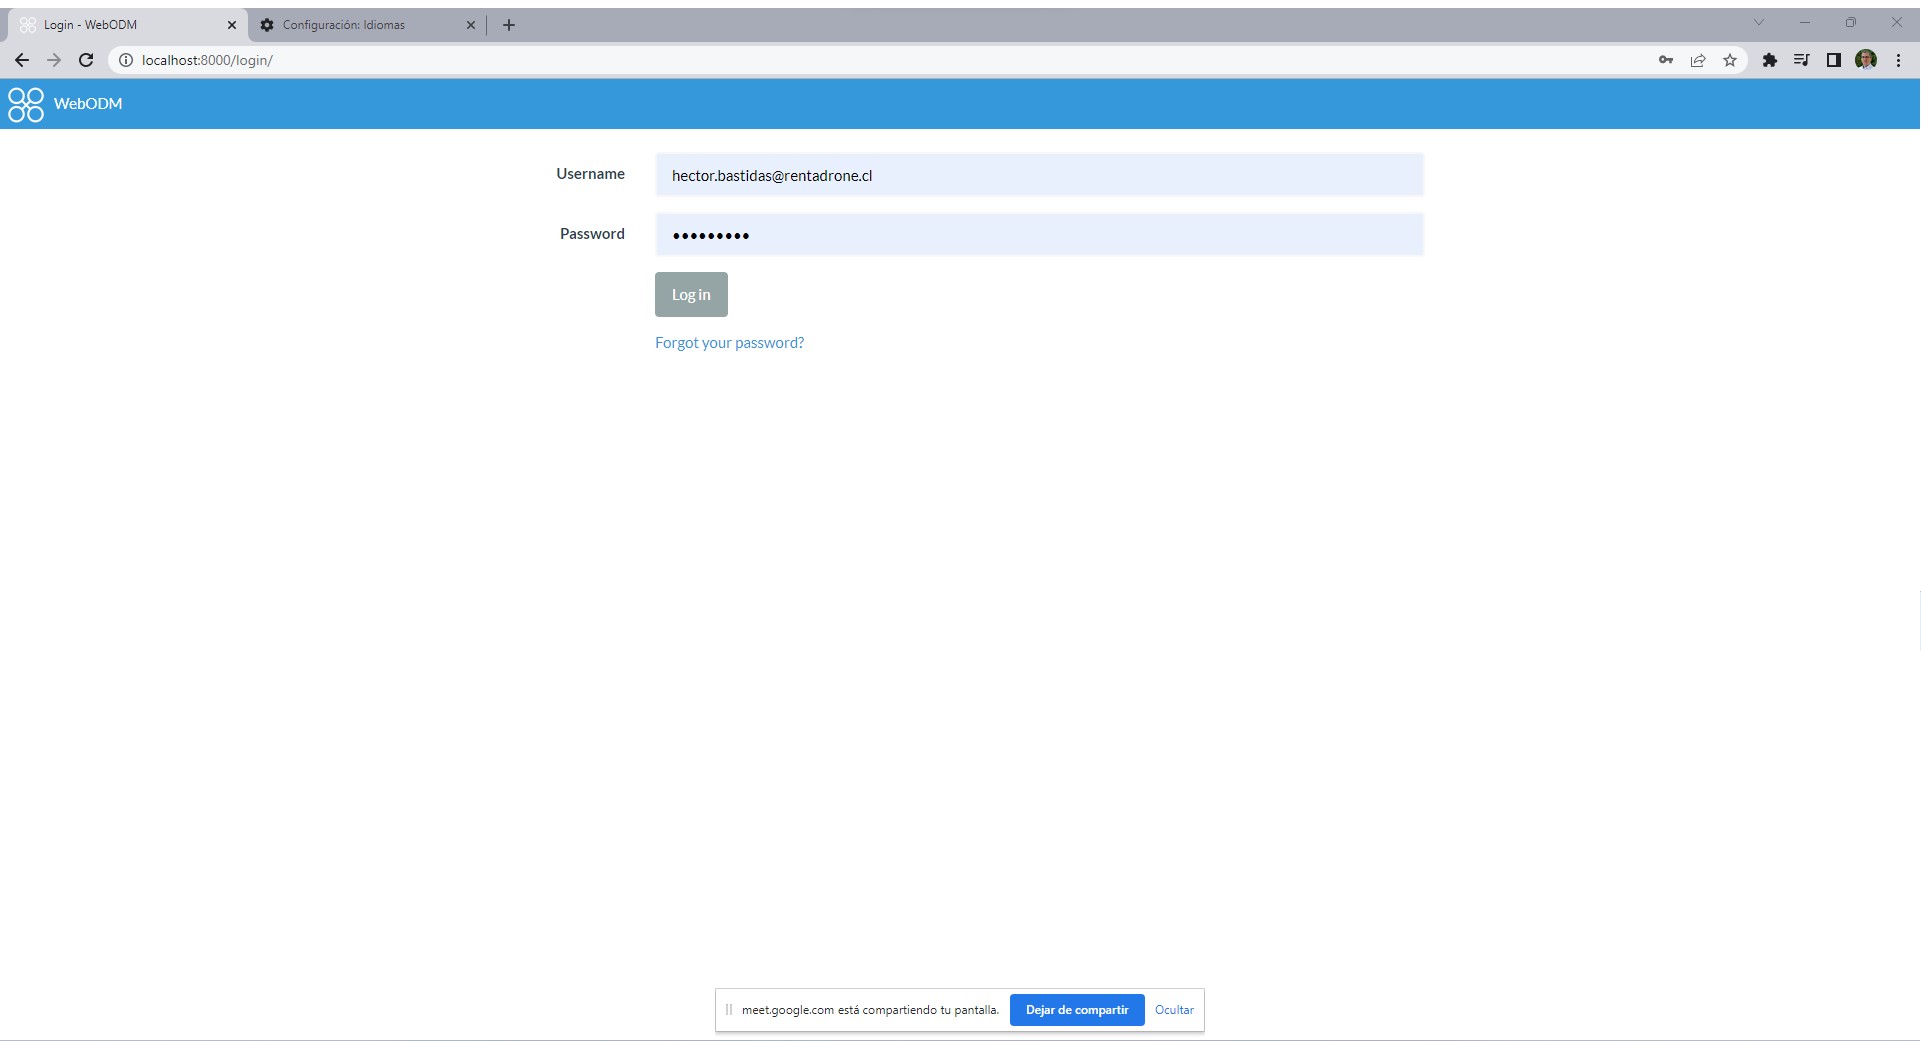 Login - WebODM
Configuración: Idiomas
localhost:8000/login/
WebODM
Username
hector.bastidas@rentadrone.cl
Password
•••••••••
Log in
Forgot your password?
meet.google.com está compartiendo tu pantalla.
Dejar de compartir
Ocultar